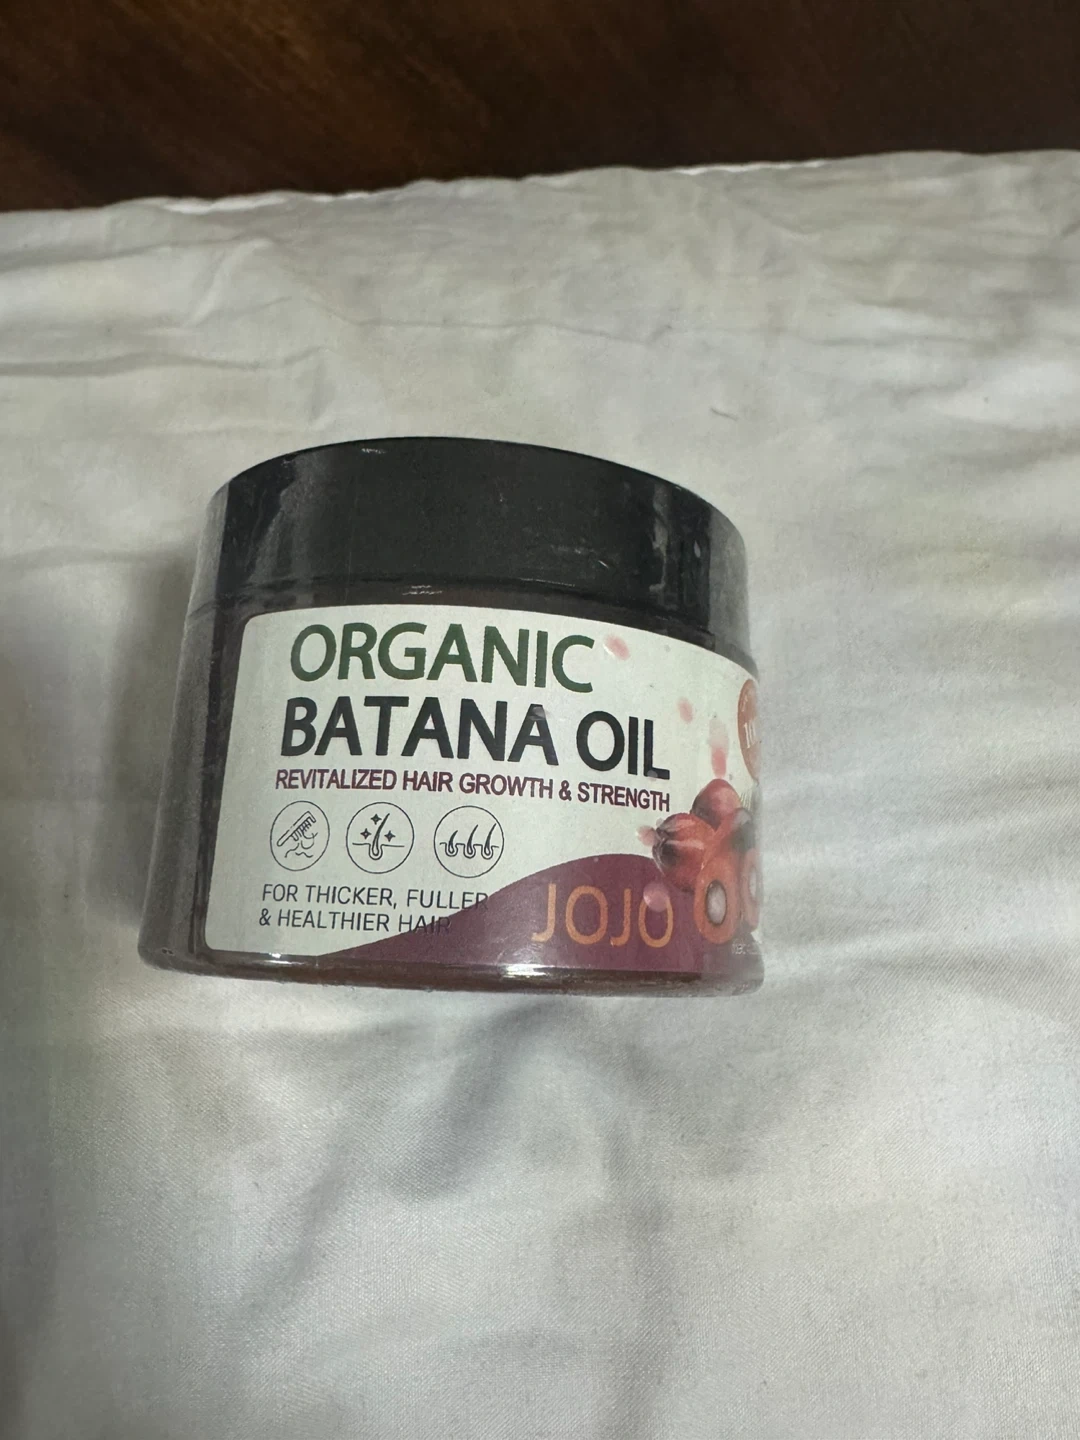 ORGANIC
BATANA OIL
REVITALIZED HAIR GROWTH & STRENGTH
FOR THICKER, FULLER
& HEALTHIER HAIR
JOJO